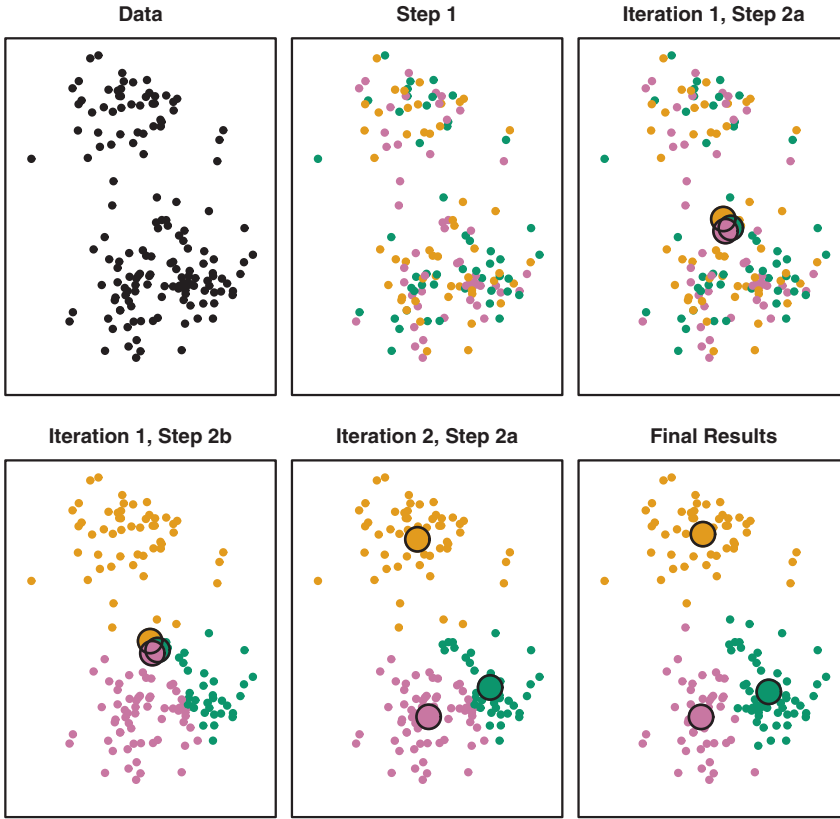 Data
Step 1
Iteration 1, Step 2a
Iteration 1, Step 2b
Iteration 2, Step 2a
Final Results